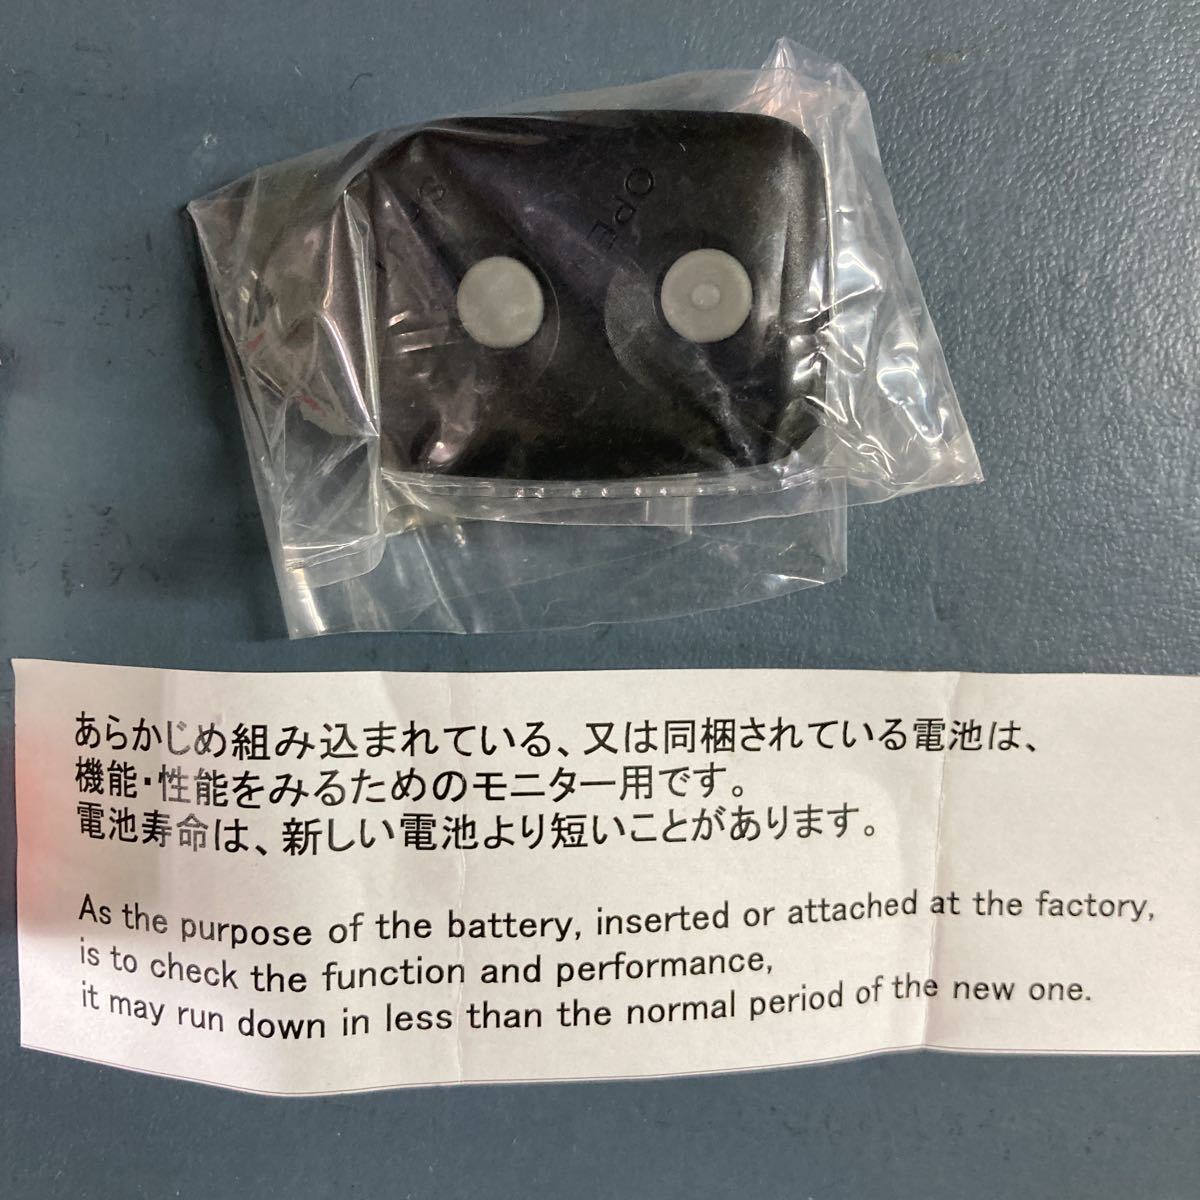 OPE
あらかじめ組み込まれている、又は同梱されている電池は、
機能・性能をみるためのモニター用です。
電池寿命は、新しい電池より短いことがあります。
As the purpose of the battery, inserted or attached at the factory,
is to check the function and performance,
it may run down in less than the normal period of the new one.